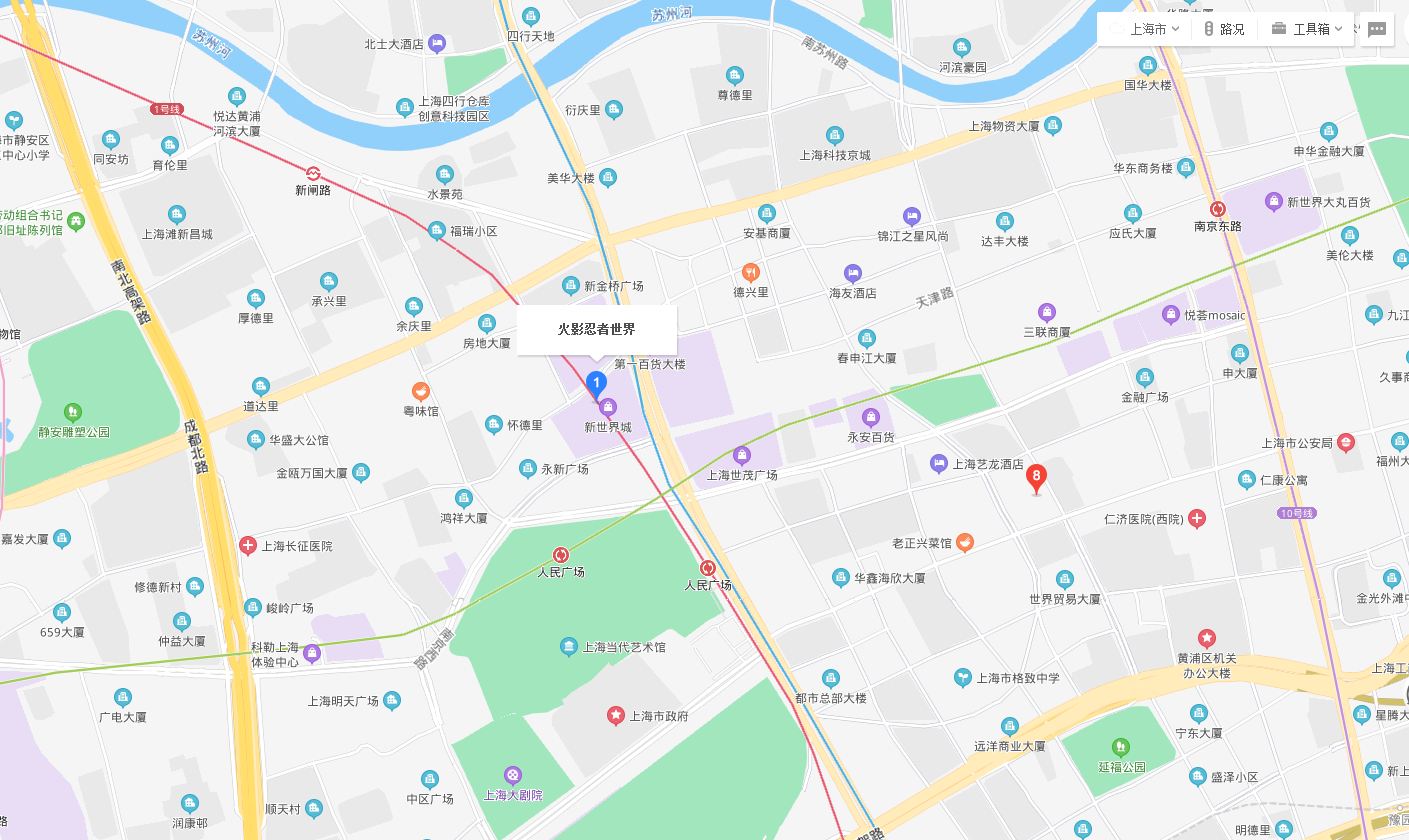 苏州河
四行天地
华腾大厦
北士大酒店
上海市
路况
工具箱
苏州河
南苏州路
河滨豪园
国华大楼
尊德里
悦达黄浦
河滨大厦
1号线
上海四行仓库
创意科技园区
衍庆里
上海物资大厦
海市静安区
中心小学
同安坊
育伦里
上海科技京城
申华金融大厦
新闸路
水景苑
美华大楼
华东商务楼
劳动组合书记
部旧址陈列馆
上海滩新昌城
福瑞小区
安基商厦
锦江之星风尚
达丰大楼
应氏大厦
南京东路
新世界大丸百货
美伦大楼
南北高架路
承兴里
厚德里
余庆里
新金桥广场
德兴里
海友酒店
天津路
三联商厦
悦荟mosaic
九江
物馆
房地大厦
火影忍者世界
第一百货大楼
春申江大厦
申大厦
久事商
静安雕塑公园
道达里
粤味馆
1
新世界城
金融广场
成都北路
华盛大公馆
怀德里
永安百货
上海市公安局
福州大
金瓯万国大厦
永新广场
上海世茂广场
上海艺龙酒店
8
仁康公寓
鸿祥大厦
10号线
嘉发大厦
上海长征医院
人民广场
人民广场
老正兴菜馆
仁济医院(西院)
修德新村
峻岭广场
华鑫海欣大厦
世界贸易大厦
金光外滩中
659大厦
仲益大厦
科勒上海
体验中心
南京西路
上海当代艺术馆
黄浦区机关
办公大楼
上海工
广电大厦
上海明天广场
上海市政府
都市总部大楼
上海市格致中学
星腾大
远洋商业大厦
宁东大厦
延福公园
盛泽小区
新上
中区广场
上海大剧院
润康邨
顺天村
明德里
豫园
路
架路